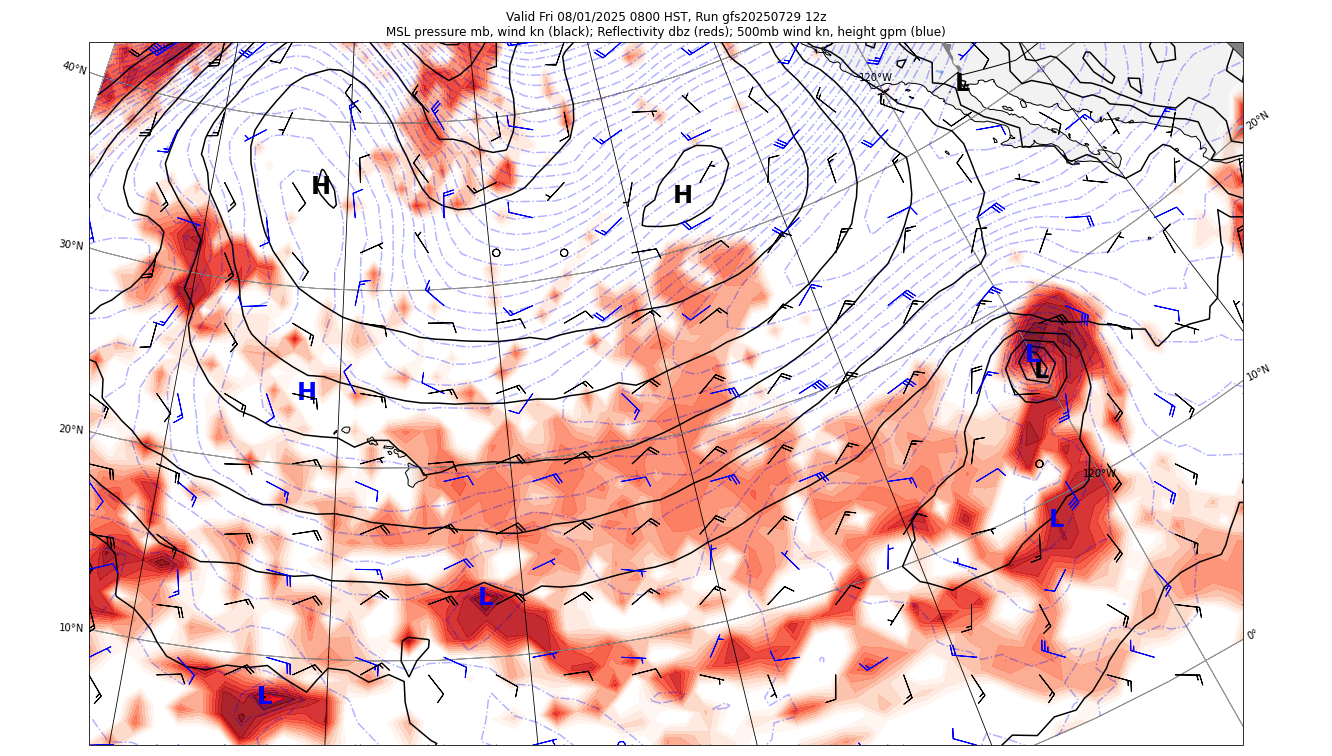 Valid Fri 08/01/2025 0800 HST, Run gfs20250729 12z
MSL pressure mb, wind kn (black); Reflectivity dbz (reds); 500mb wind kn, height gpm (blue)
40°N
120°W
L
20°N
H
H
30°N
L
L
10°N
H
20°N
120°W
L
L
10°N
0°
L